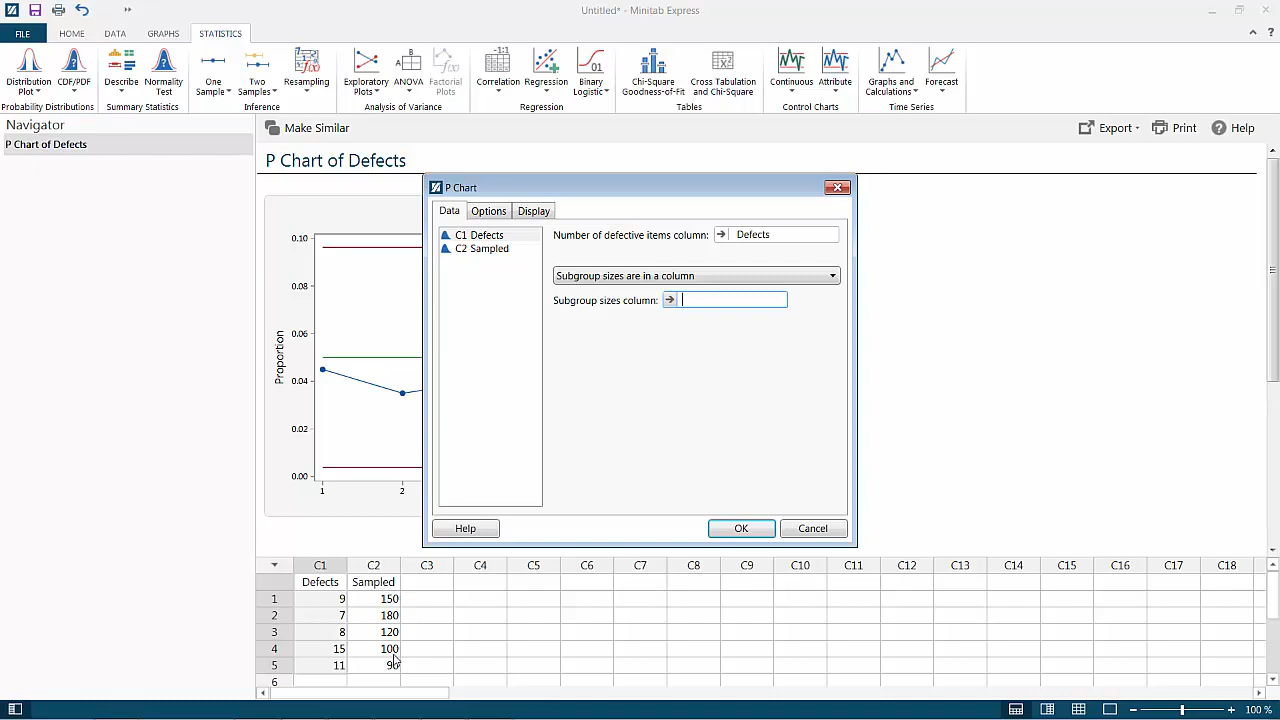 Untitled* - Minitab Express
FILE HOME DATA GRAPHS STATISTICS
Distribution Plot CDF/PDF Describe Normality Test One Sample Two Samples Resampling Exploratory Plots ANOVA Factorial Plots Correlation Regression Binary Logistic Chi-Square Goodness-of-Fit Cross Tabulation and Chi-Square Continuous Attribute Graphs and Calculations Forecast
Probability Distributions Summary Statistics Inference Analysis of Variance Regression Tables Control Charts Time Series
Navigator
P Chart of Defects
Make Similar Export Print Help
P Chart of Defects
P Chart
Data Options Display
C1 Defects
C2 Sampled
Number of defective items column: Defects
Subgroup sizes are in a column
Subgroup sizes column:
Help OK Cancel
Proportion
0.10
0.08
0.06
0.04
0.02
0.00
1 2
C1 C2 C3 C4 C5 C6 C7 C8 C9 C10 C11 C12 C13 C14 C15 C16 C17 C18
Defects Sampled
1 9 150
2 7 180
3 8 120
4 15 100
5 11 90
6
100 %